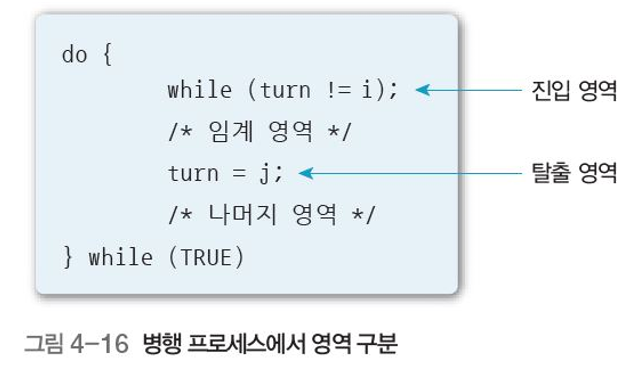 do {
while (turn != i);
진입 영역
/* 임계 영역 */
turn = j;
탈출 영역
/* 나머지 영역 */
} while (TRUE)
그림 4-16 병행 프로세스에서 영역 구분